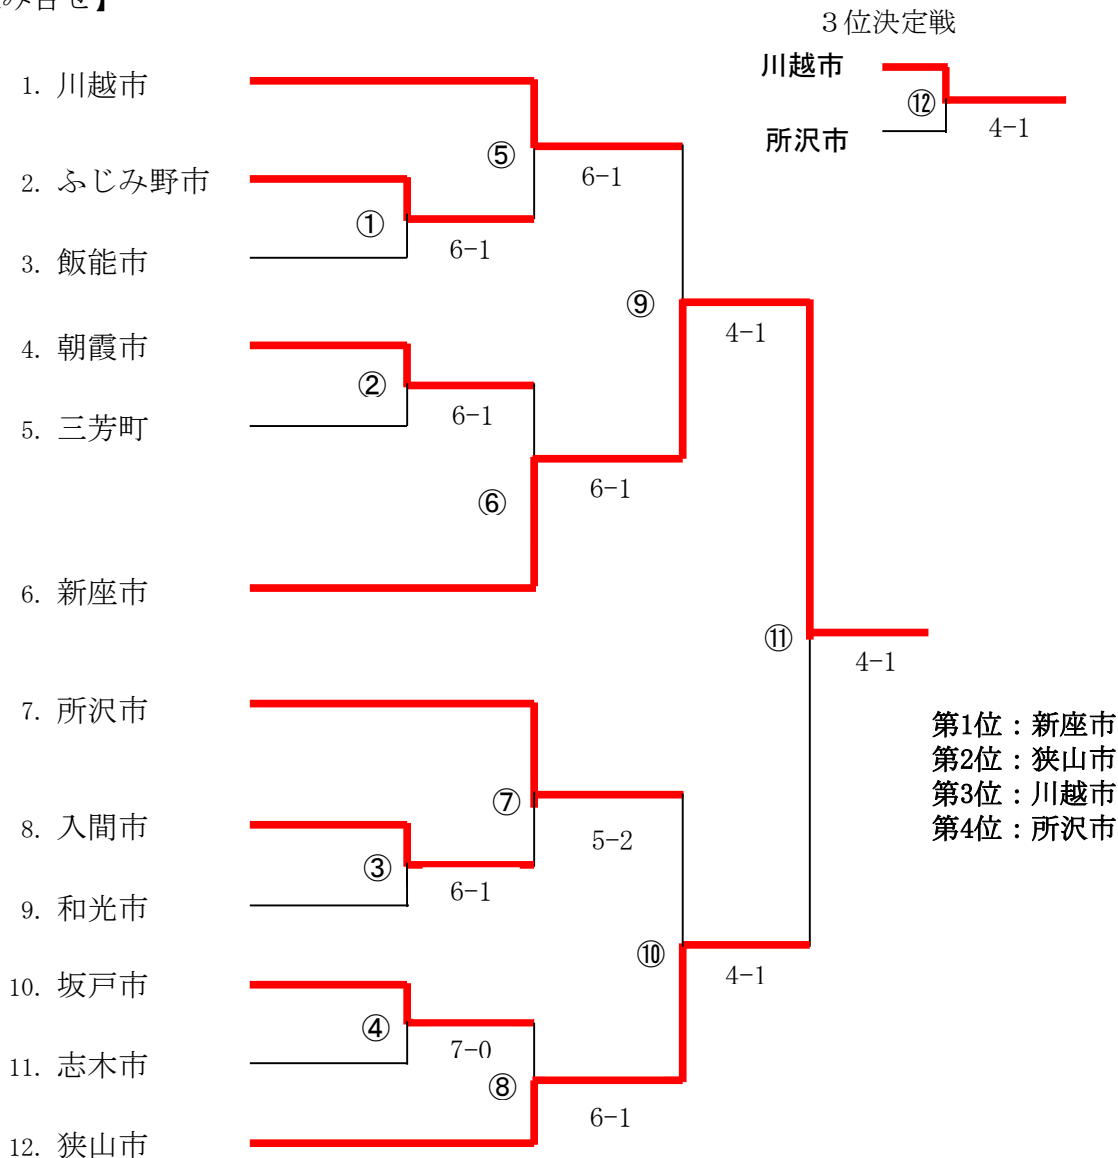 み合せ】
３位決定戦
川越市
⑫
4-1
所沢市
1. 川越市
⑤
6-1
2. ふじみ野市
①
6-1
3. 飯能市
⑨
4-1
4. 朝霞市
②
6-1
5. 三芳町
⑥
6-1
6. 新座市
⑪
4-1
7. 所沢市
⑦
5-2
8. 入間市
③
6-1
9. 和光市
⑩
4-1
10. 坂戸市
④
7-0
11. 志木市
⑧
6-1
12. 狭山市
第1位：新座市
第2位：狭山市
第3位：川越市
第4位：所沢市